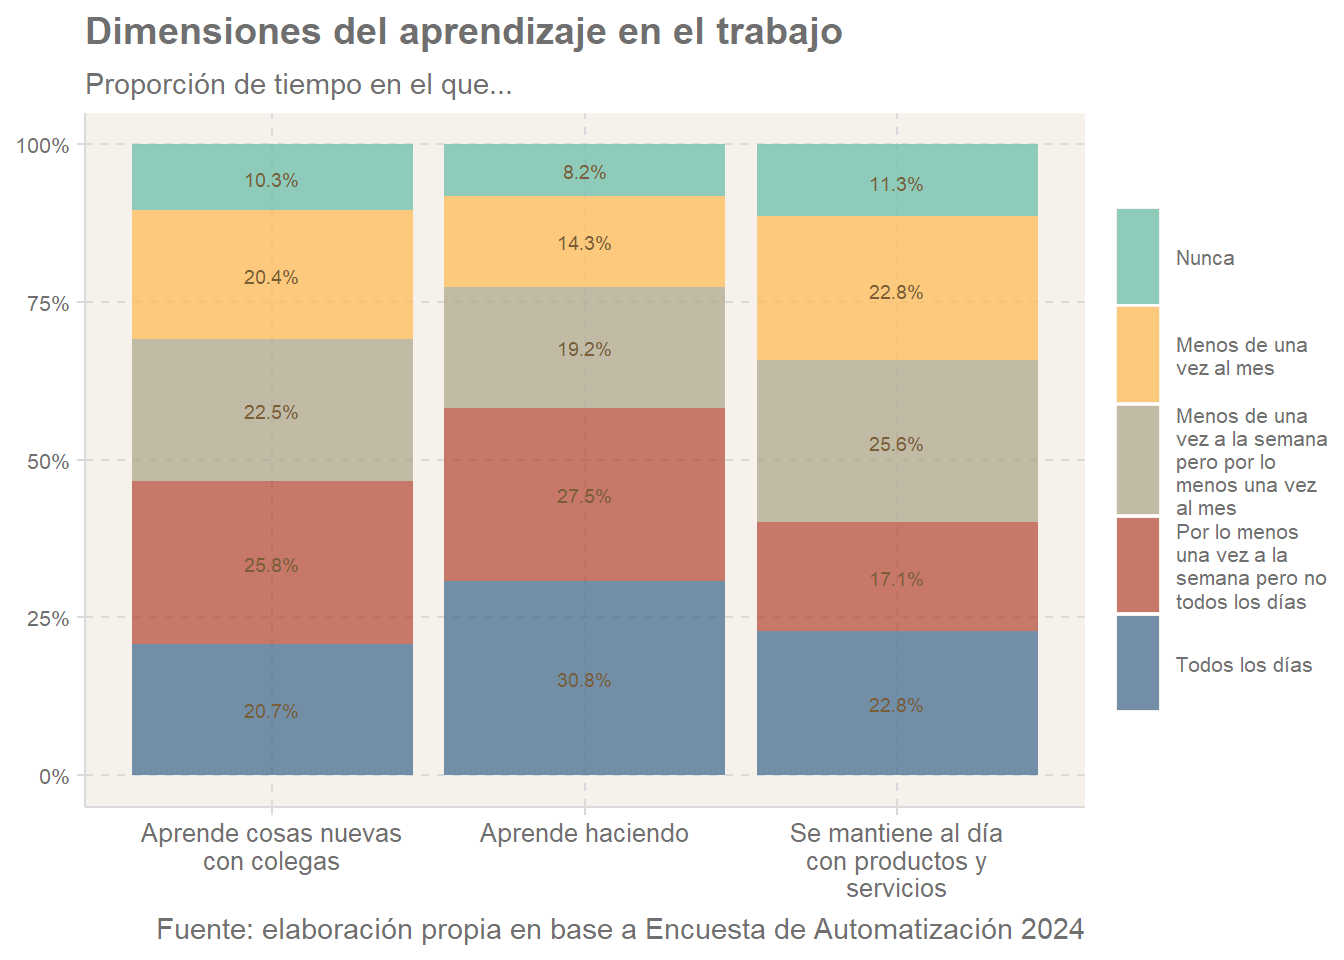 Dimensiones del aprendizaje en el trabajo
Proporción de tiempo en el que...
100%
75%
50%
25%
0%
10.3%
20.4%
22.5%
25.8%
20.7%
8.2%
14.3%
19.2%
27.5%
30.8%
11.3%
22.8%
25.6%
17.1%
22.8%
Aprende cosas nuevas
con colegas
Aprende haciendo
Se mantiene al día
con productos y
servicios
Nunca
Menos de una
vez al mes
Menos de una
vez a la semana
pero por lo
menos una vez
al mes
Por lo menos
una vez a la
semana pero no
todos los días
Todos los días
Fuente: elaboración propia en base a Encuesta de Automatización 2024